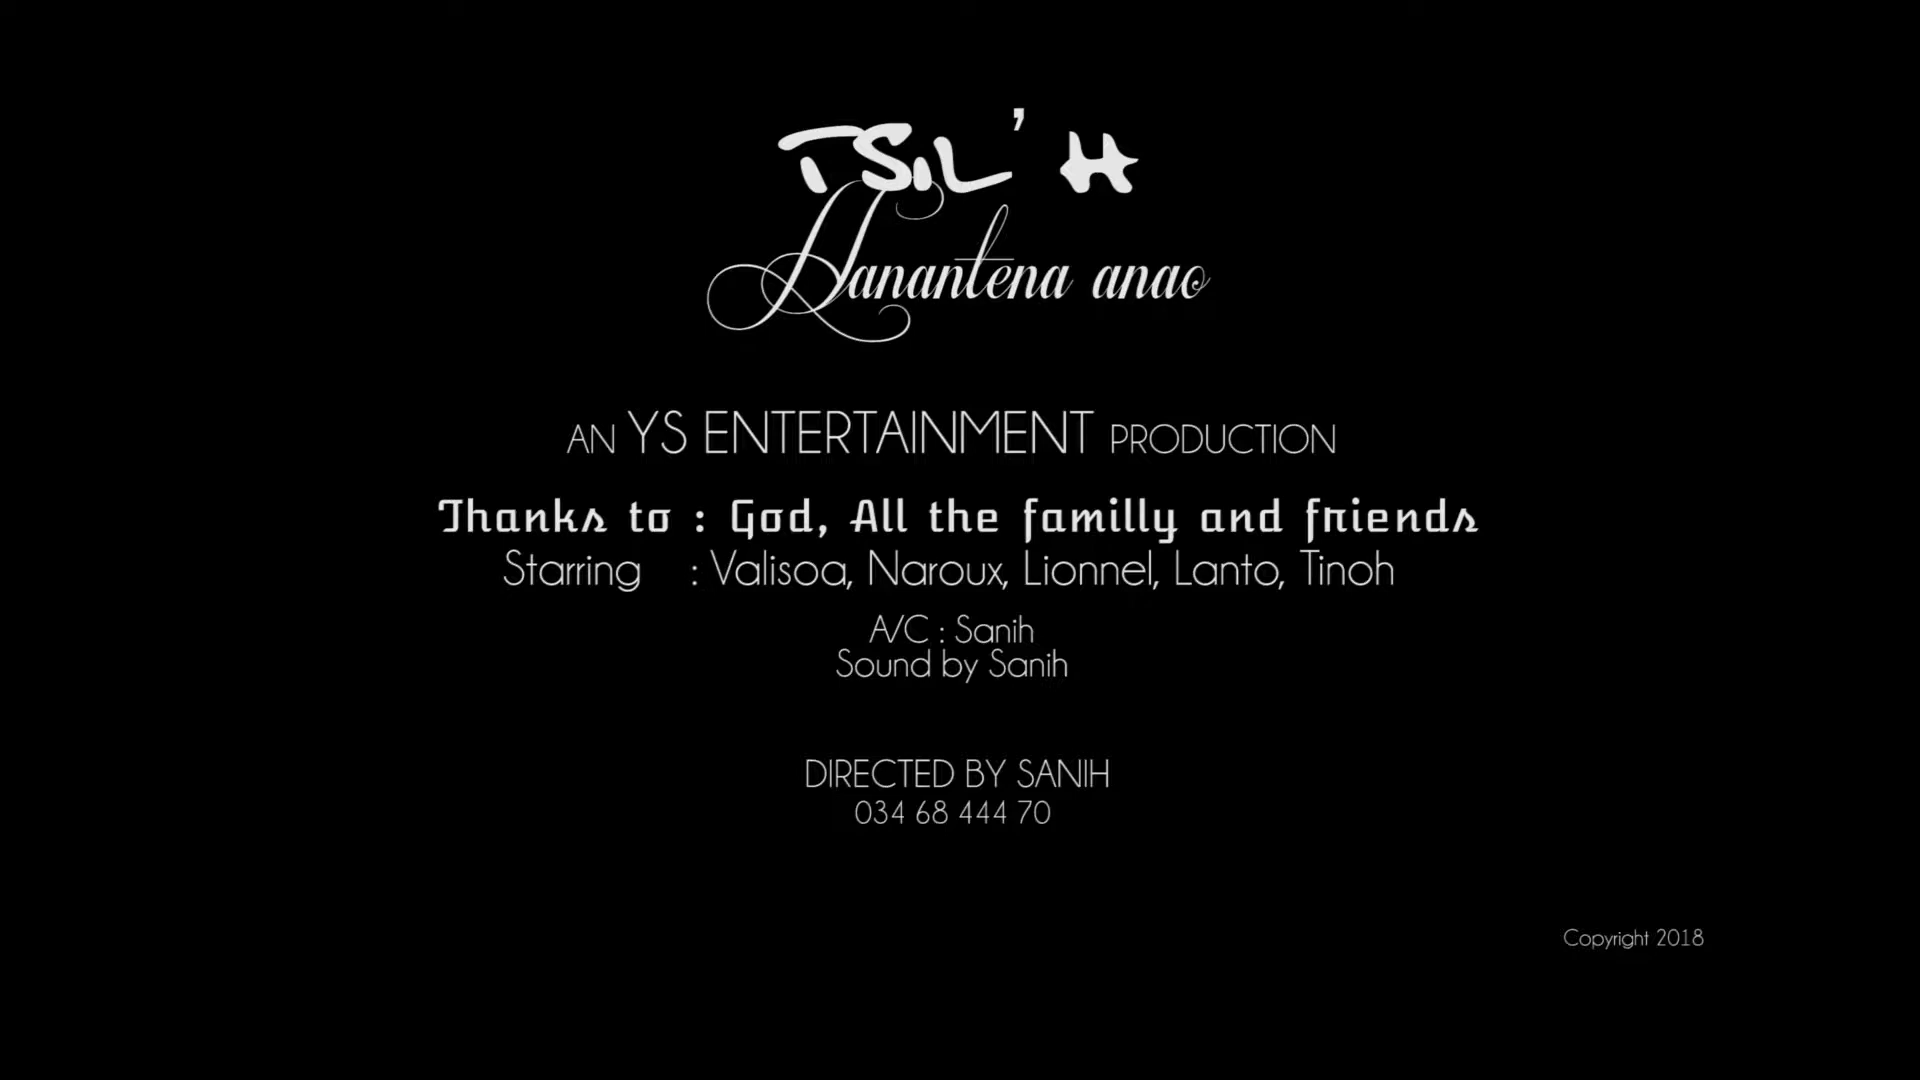 TSiL'H
Hanantena anao
AN YS ENTERTAINMENT PRODUCTION
Thanks to : God, All the familly and friends
Starring : Valisoa, Naroux, Lionnel, Lanto, Tinoh
A/C : Sanih
Sound by Sanih
DIRECTED BY SANIH
034 68 444 70
Copyright 2018